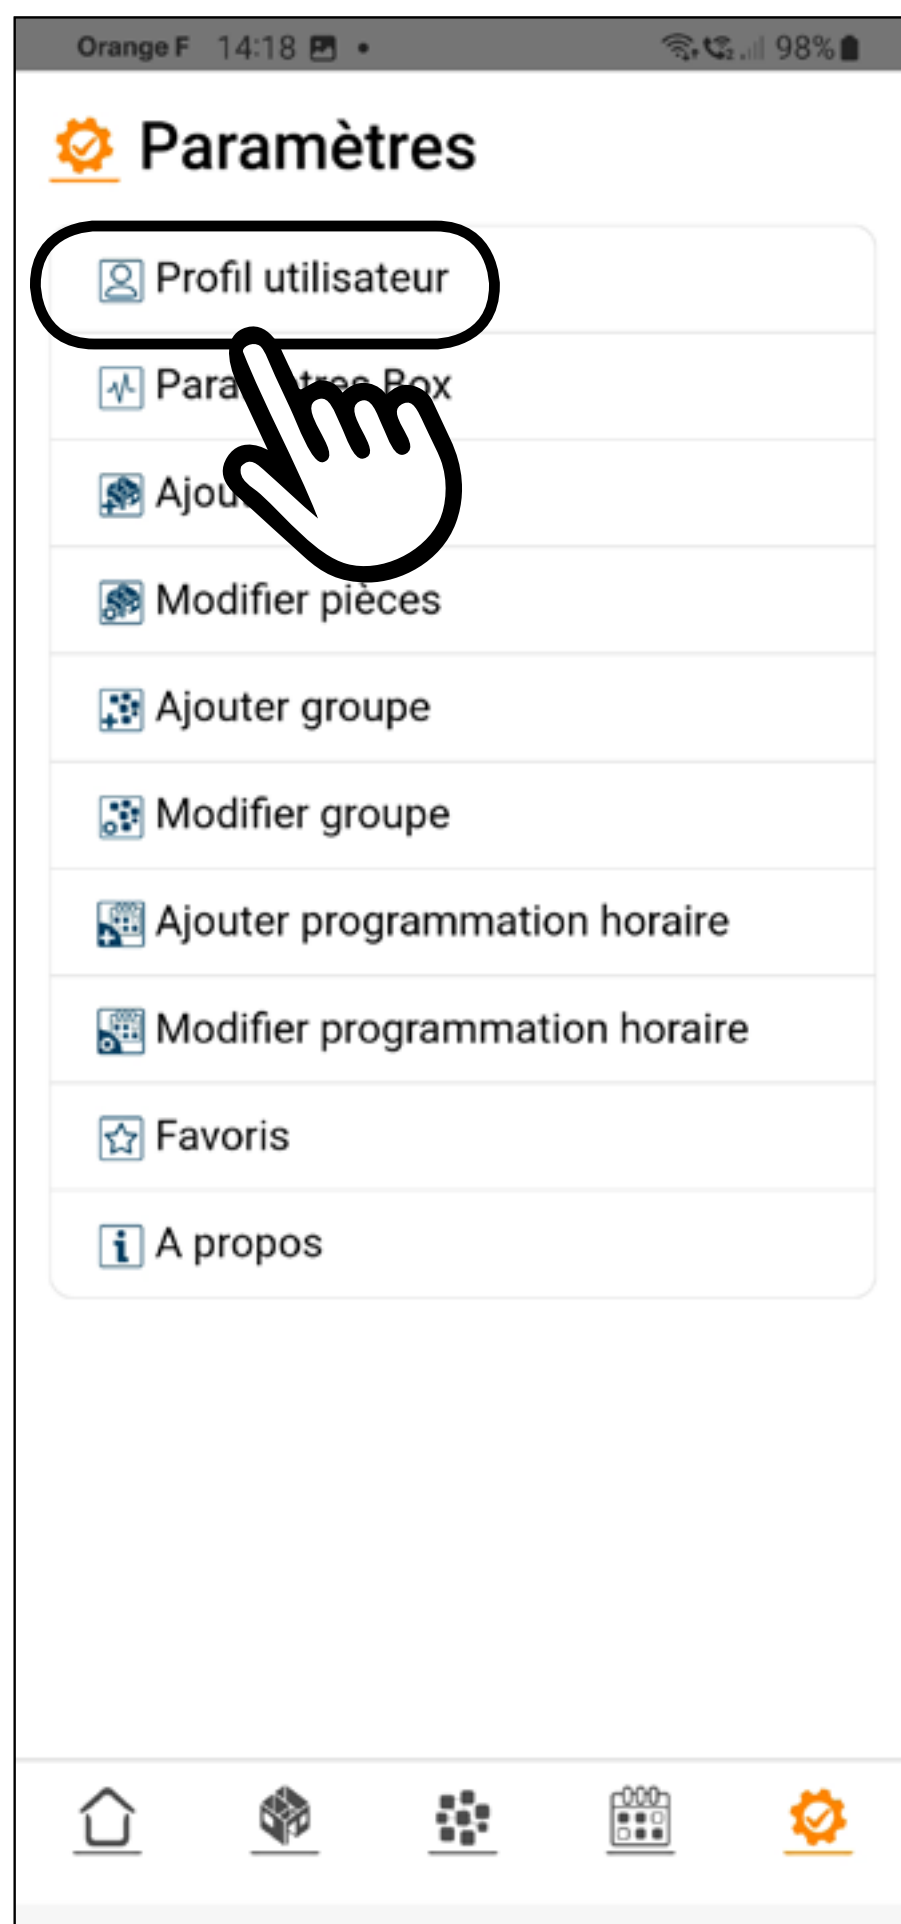 Orange F 14:18 98%
Paramètres
Profil utilisateur
Box
Modifier pièces
Ajouter groupe
Modifier groupe
Ajouter programmation horaire
Modifier programmation horaire
Favoris
A propos